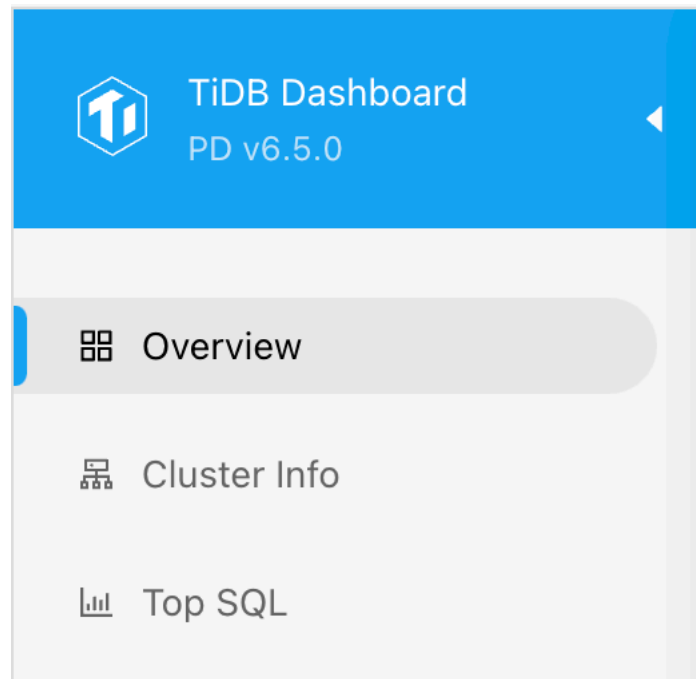 TiDB Dashboard
PD v6.5.0
Overview
Cluster Info
Top SQL